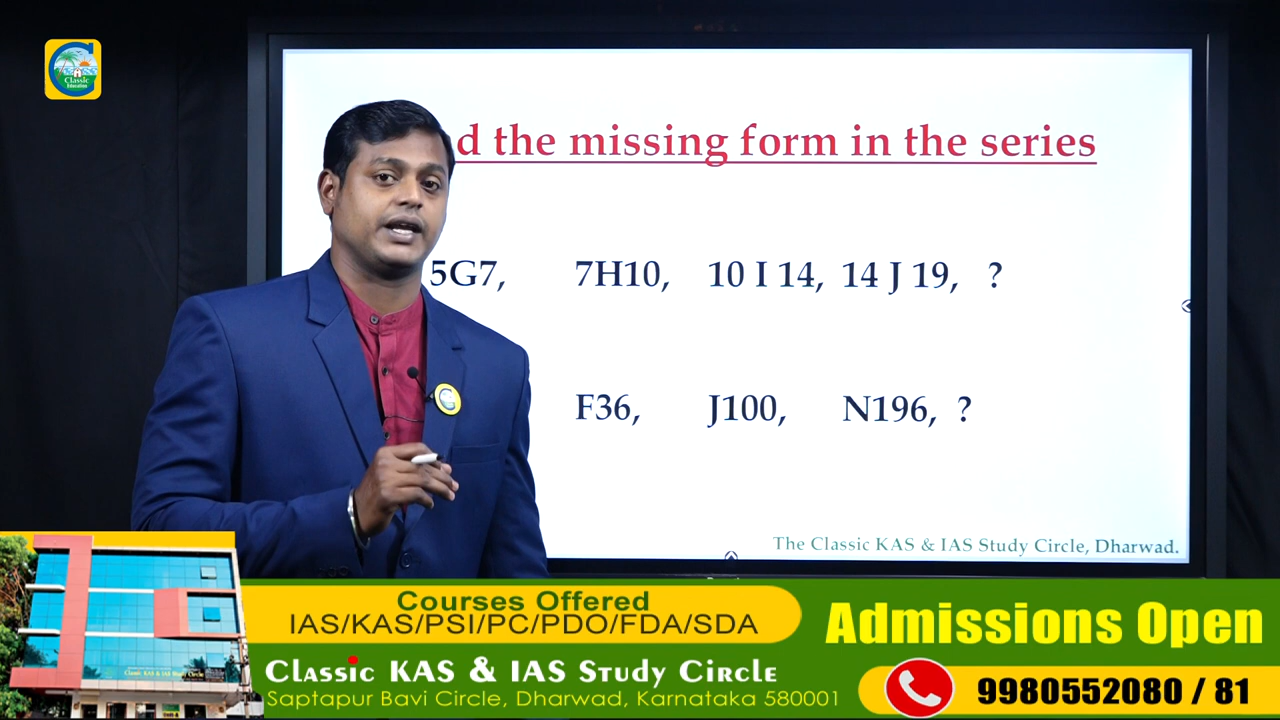 Classic
Education
d the missing form in the series
5G7, 7H10, 10 I 14, 14 J 19, ?
F36, J100, N196, ?
The Classic KAS & IAS Study Circle, Dharwad.
Courses Offered
IAS/KAS/PSI/PC/PDO/FDA/SDA
Classic KAS & IAS Study Circle
Saptapur Bavi Circle, Dharwad, Karnataka 580001
Admissions Open
9980552080 / 81